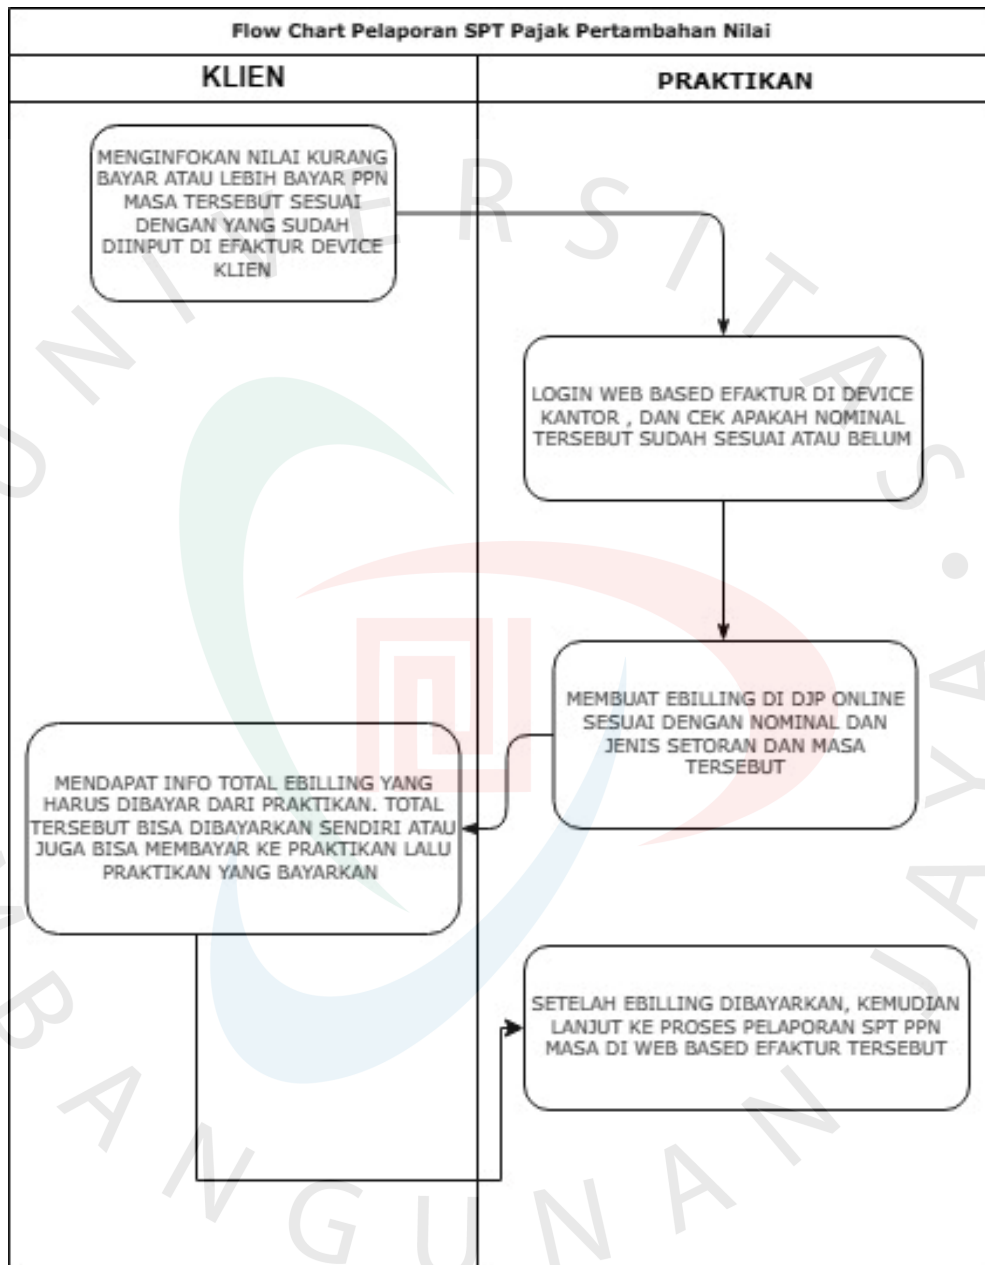 Flow Chart Pelaporan SPT Pajak Pertambahan Nilai
KLIEN
PRAKTIKAN
MENGINFOKAN NILAI KURANG
BAYAR ATAU LEBIH BAYAR PPN
MASA TERSEBUT SESUAI
DENGAN YANG SUDAH
DIINPUT DI EFAKTUR DEVICE
KLIEN
LOGIN WEB BASED EFAKTUR DI DEVICE
KANTOR , DAN CEK APAKAH NOMINAL
TERSEBUT SUDAH SESUAI ATAU BELUM
MEMBUAT EBILLING DI DJP ONLINE
SESUAI DENGAN NOMINAL DAN
JENIS SETORAN DAN MASA
TERSEBUT
MENDAPAT INFO TOTAL EBILLING YANG
HARUS DIBAYAR DARI PRAKTIKAN. TOTAL
TERSEBUT BISA DIBAYARKAN SENDIRI ATAU
JUGA BISA MEMBAYAR KE PRAKTIKAN LALU
PRAKTIKAN YANG BAYARKAN
SETELAH EBILLING DIBAYARKAN, KEMUDIAN
LANJUT KE PROSES PELAPORAN SPT PPN
MASA DI WEB BASED EFAKTUR TERSEBUT
UNIVERSITAS
BANGUNAN JAYA